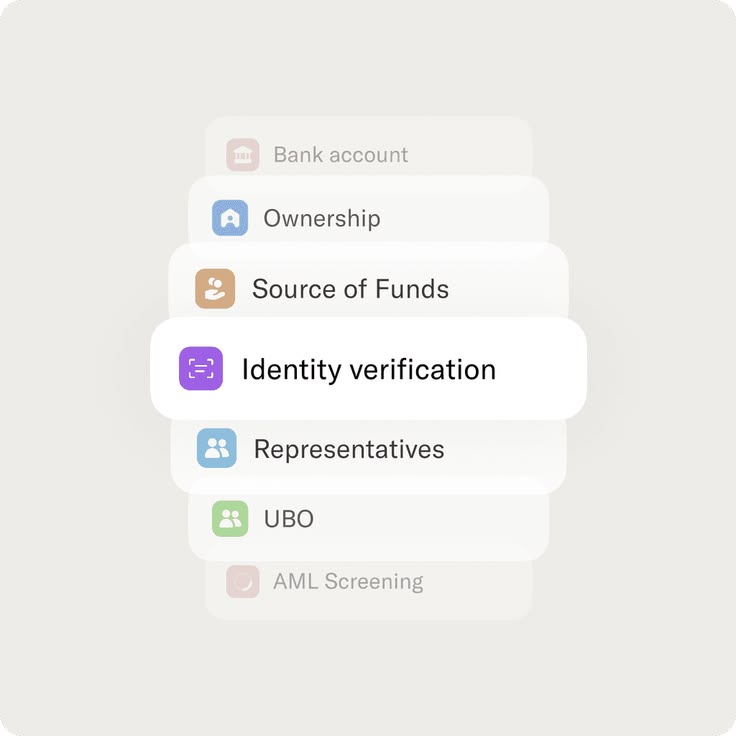 Bank account
Ownership
Source of Funds
Identity verification
Representatives
UBO
AML Screening